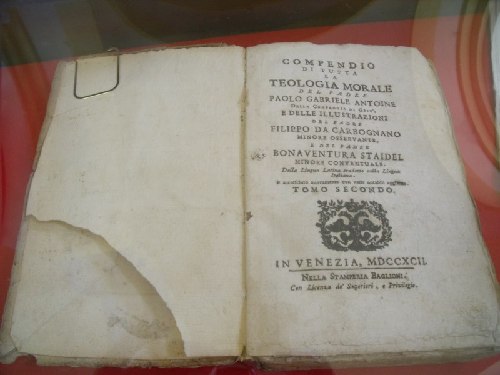 COMPENDIO
DI TUTTA
LA
TEOLOGIA MORALE
DEL PADRE
PAOLO GABRIELE ANTOINE
DELLA COMPAGNIA DI GESÙ,
E DELLE ILLUSTRAZIONI
DEL PADRE
FILIPPO DA CARBOGNANO
MINORE OSSERVANTE,
E DEL PADRE
BONAVENTURA STAIDEL
MINORE CONVENTUALE.
Dalla Lingua Latina tradotto nella Lingua
Italiana.
TOMO SECONDO.
IN VENEZIA, MDCCXCII.
NELLA STAMPERIA BAGLIONI.
Con Licenza de' Superiori, e Privilegio.